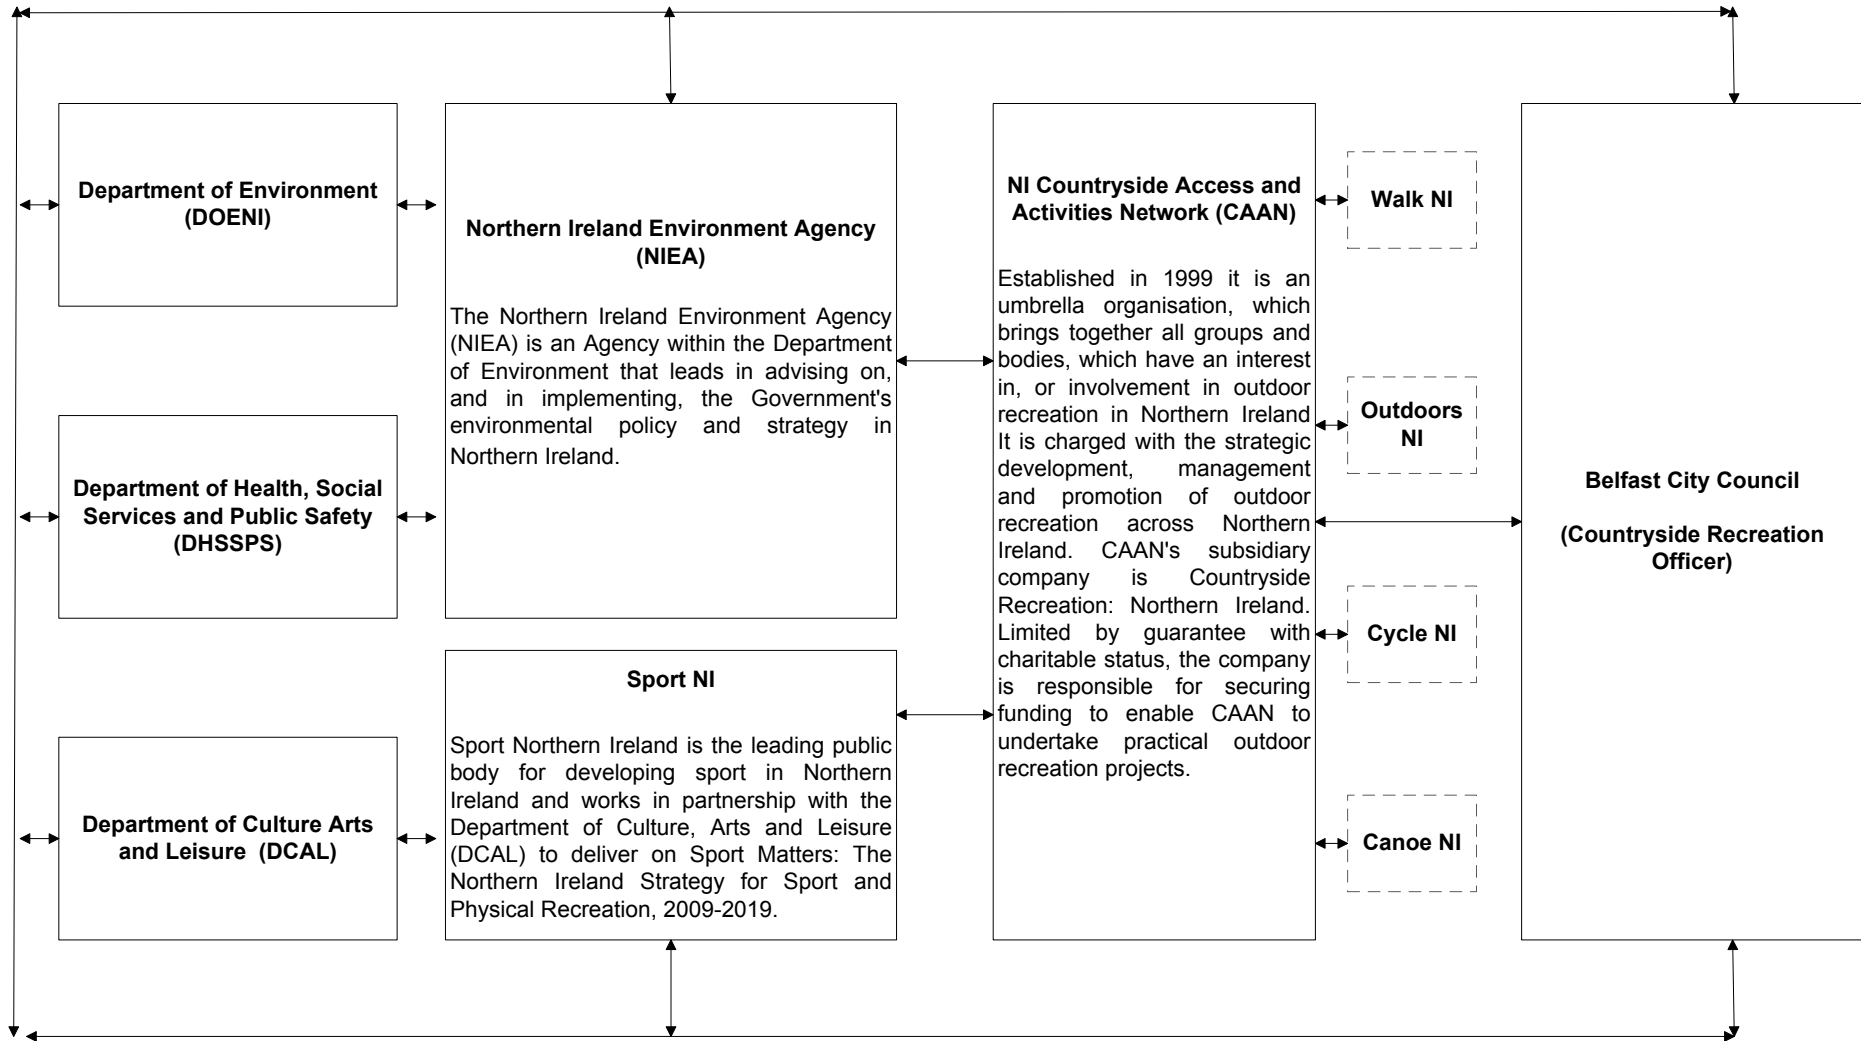 Department of Environment
(DOENI)
Department of Health, Social
Services and Public Safety
(DHSSPS)
Department of Culture Arts
and Leisure  (DCAL)
Northern Ireland Environment Agency
(NIEA)
The Northern Ireland Environment Agency
(NIEA) is an Agency within the Department
of Environment that leads in advising on,
and in implementing, the Government's
environmental policy and strategy in
Northern Ireland.
Sport NI
Sport Northern Ireland is the leading public
body for developing sport in Northern
Ireland and works in partnership with the
Department of Culture, Arts and Leisure
(DCAL) to deliver on Sport Matters: The
Northern Ireland Strategy for Sport and
Physical Recreation, 2009-2019.
NI Countryside Access and
Activities Network (CAAN)
Established in 1999 it is an
umbrella organisation, which
brings together all groups and
bodies, which have an interest
in, or involvement in outdoor
recreation in Northern Ireland
It is charged with the strategic
development, management
and promotion of outdoor
recreation across Northern
Ireland. CAAN's subsidiary
company is Countryside
Recreation: Northern Ireland.
Limited by guarantee with
charitable status, the company
is responsible for securing
funding to enable CAAN to
undertake practical outdoor
recreation projects.
Walk NI
Outdoors
NI
Cycle NI
Canoe NI
Belfast City Council
(Countryside Recreation
Officer)